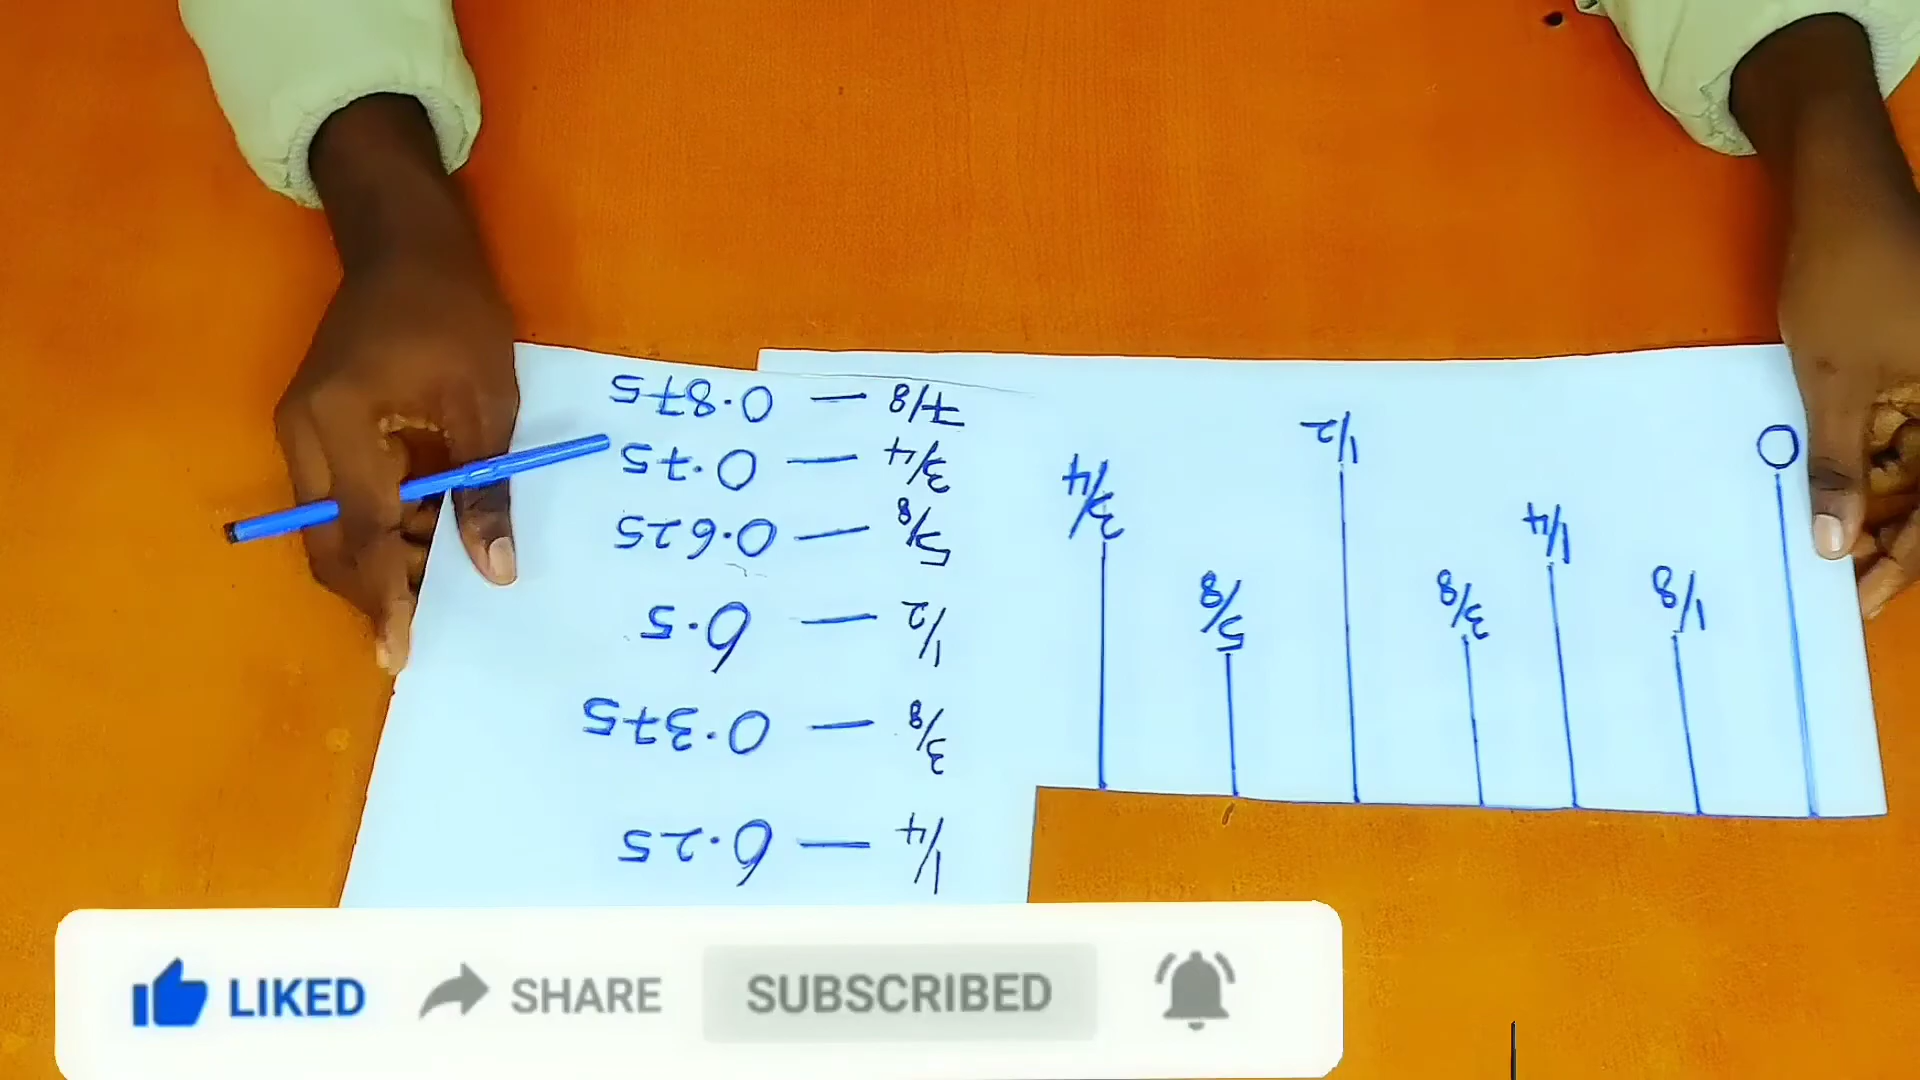 1/4 — 0.25
3/8 — 0.375
1/2 — 0.5
5/8 — 0.625
3/4 — 0.75
7/8 — 0.875
0
1/8
1/4
3/8
1/2
5/8
3/4
LIKED SHARE SUBSCRIBED